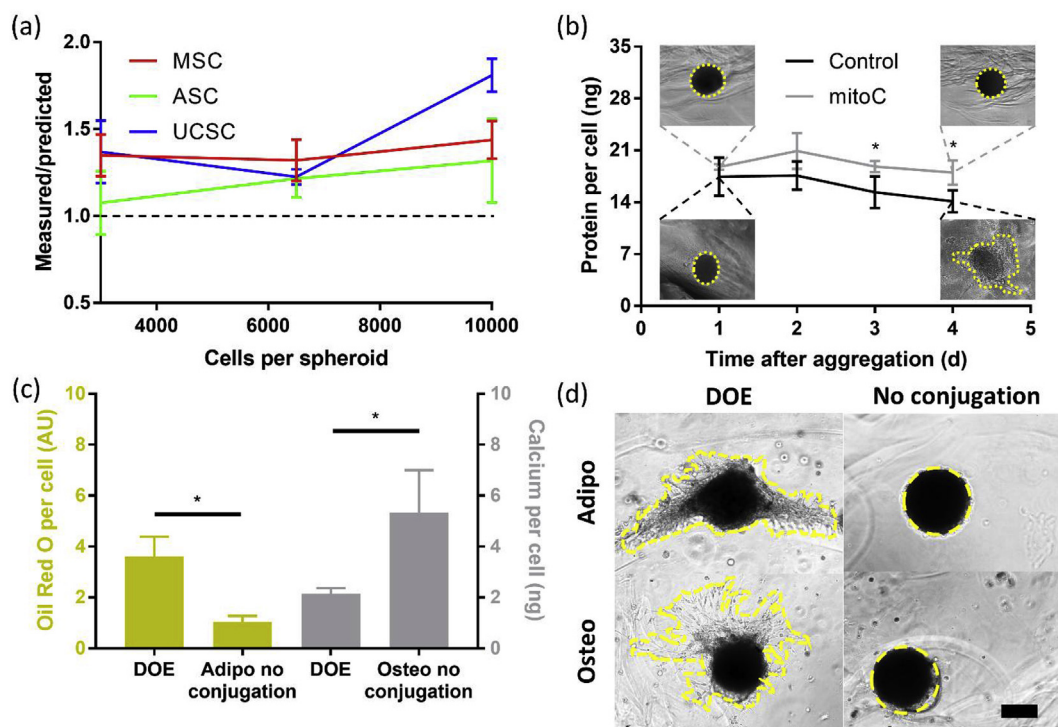 (a)
2.0
1.5
1.0
0.5
Measured/predicted
MSC
ASC
UCSC
4000 6000 8000 10000
Cells per spheroid
(b)
35
28
21
14
7
0
Protein per cell (ng)
Control
mitoC
* *
0 1 2 3 4 5
Time after aggregation (d)
(c)
10
8
6
4
2
0
Oil Red O per cell (AU)
* *
10
8
6
4
2
0
Calcium per cell (ng)
DOE Adipo no conjugation DOE Osteo no conjugation
(d)
DOE No conjugation
Adipo
Osteo